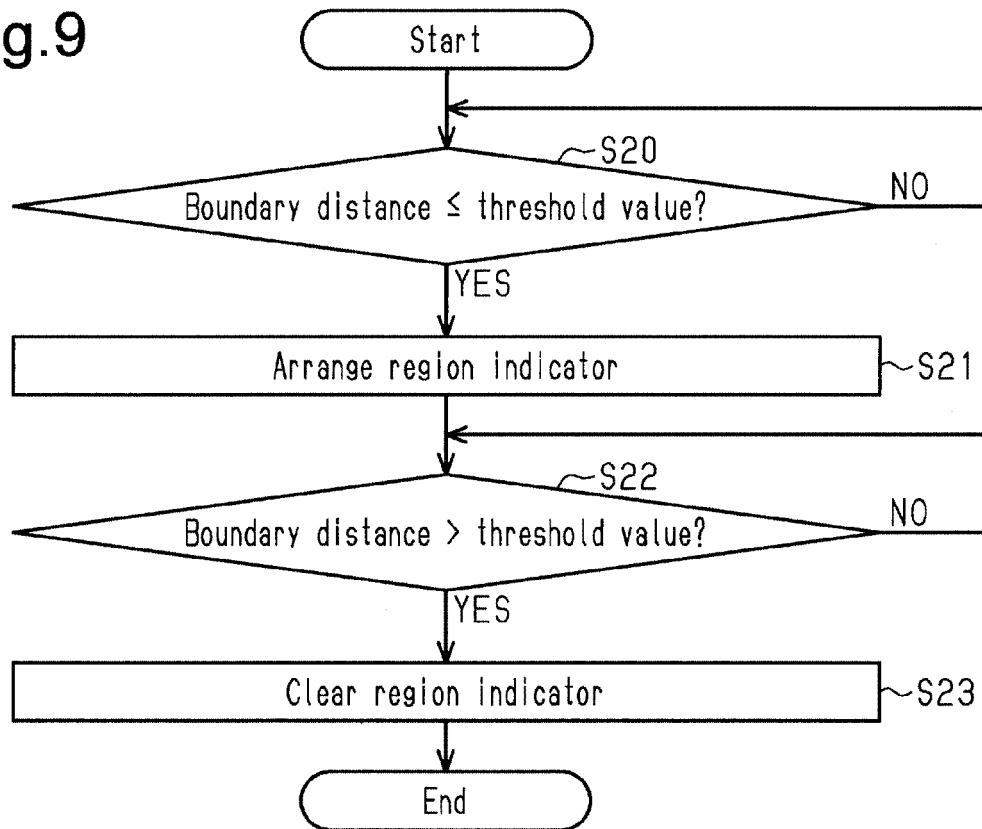 g.9
Start
S20
Boundary distance ≤ threshold value?
NO
YES
Arrange region indicator
S21
S22
Boundary distance > threshold value?
NO
YES
Clear region indicator
S23
End